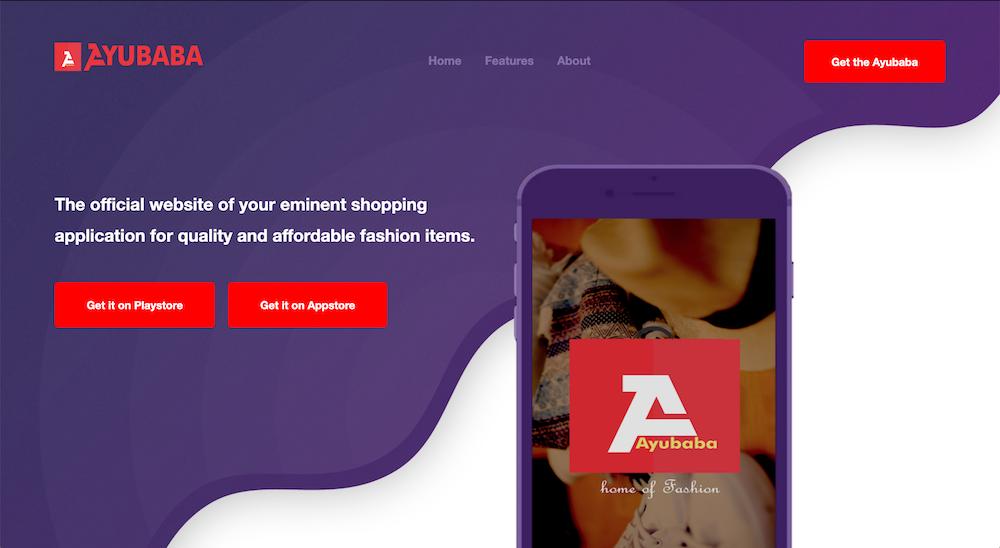 AYUBABA
Home Features About
Get the Ayubaba
The official website of your eminent shopping
application for quality and affordable fashion items.
Get it on Playstore
Get it on Appstore
A
Ayubaba
home of Fashion